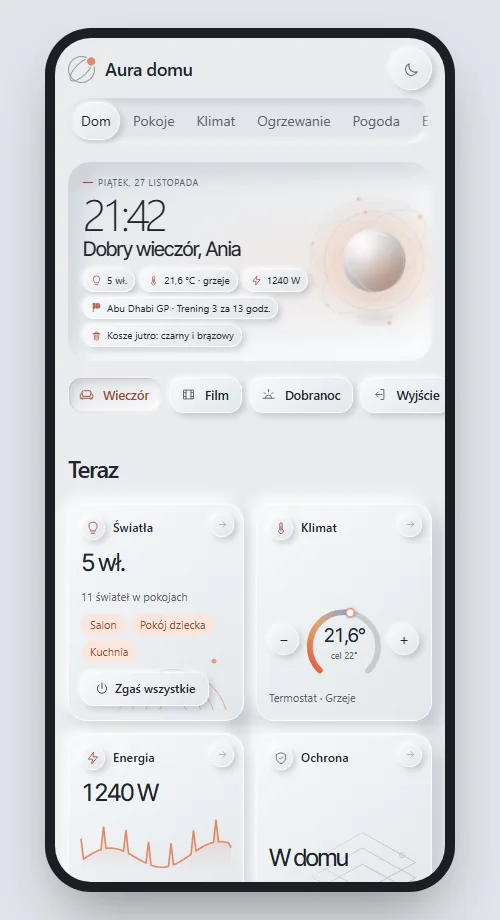 Aura domu
Dom Pokoje Klimat Ogrzewanie Pogoda E
PIĄTEK, 27 LISTOPADA
21:42
Dobry wieczór, Ania
5 wł. 21,6 °C · grzeje 1240 W
Abu Dhabi GP · Trening 3 za 13 godz.
Kosze jutro: czarny i brązowy
Wieczór Film Dobranoc Wyjście
Teraz
Światła
5 wł.
11 świateł w pokojach
Salon Pokój dziecka
Kuchnia
Zgaś wszystkie
Klimat
− 21,6° +
cel 22°
Termostat · Grzeje
Energia
1240 W
Ochrona
W domu